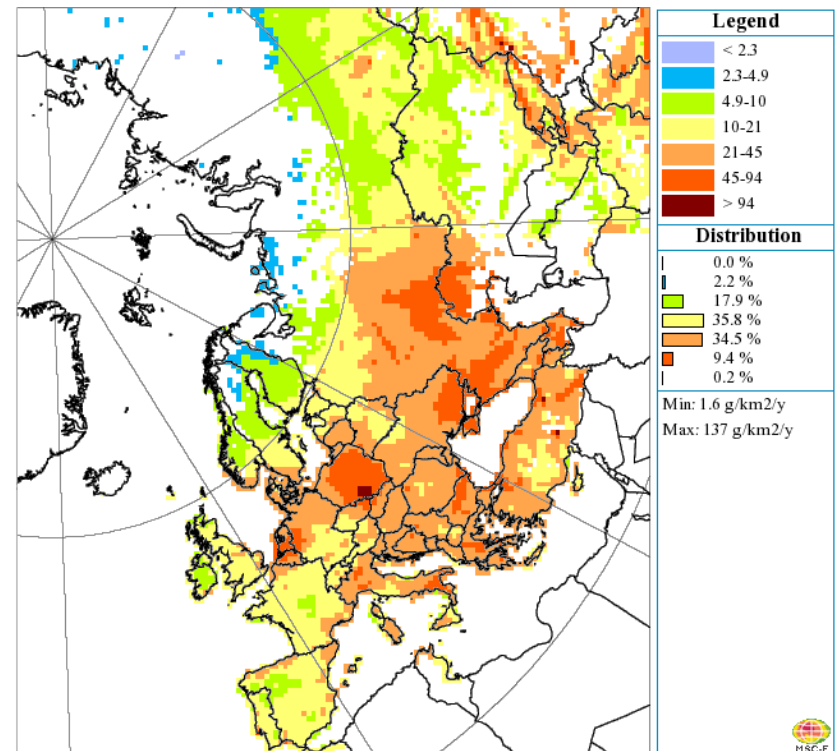 Legend
< 2.3
2.3-4.9
4.9-10
10-21
21-45
45-94
> 94
Distribution
0.0 %
2.2 %
17.9 %
35.8 %
34.5 %
9.4 %
0.2 %
Min: 1.6 g/km2/y
Max: 137 g/km2/y
MSC-E